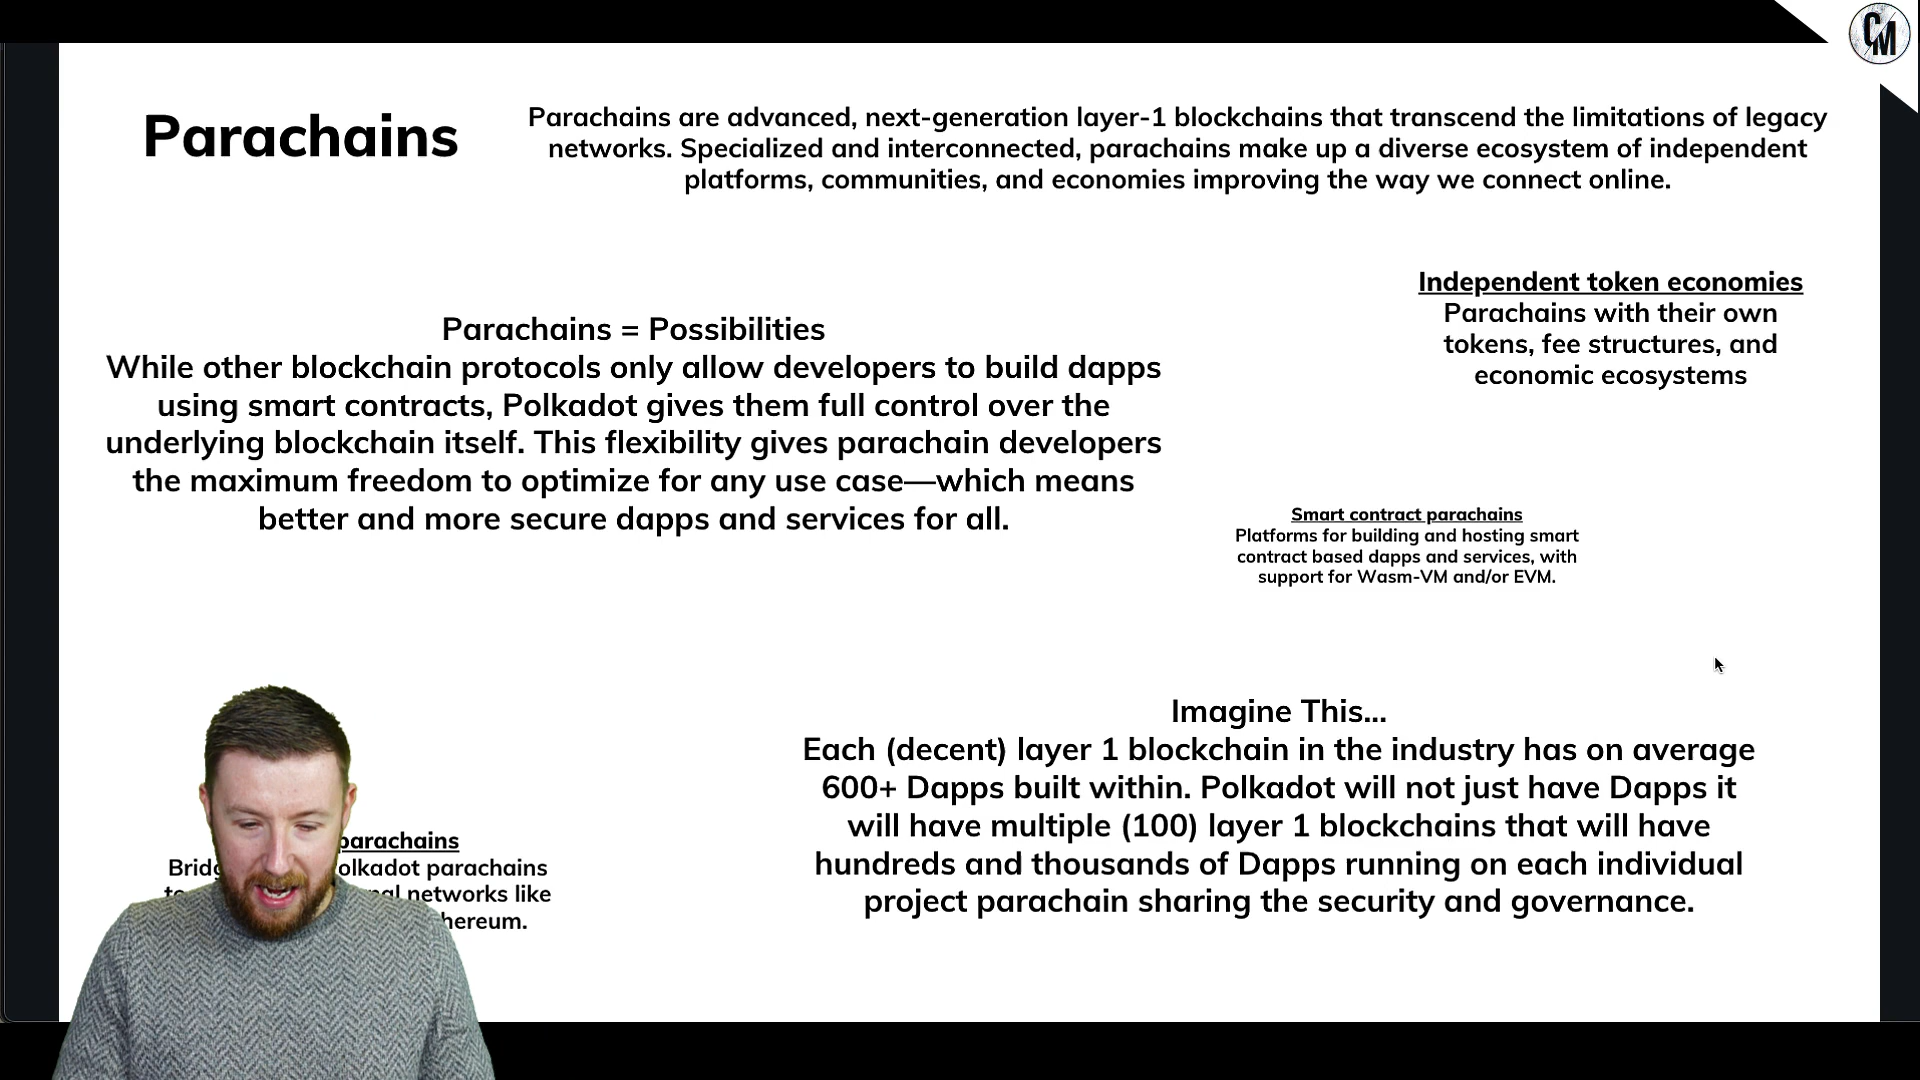 CM
Parachains
Parachains are advanced, next-generation layer-1 blockchains that transcend the limitations of legacy
networks. Specialized and interconnected, parachains make up a diverse ecosystem of independent
platforms, communities, and economies improving the way we connect online.
Independent token economies
Parachains with their own
tokens, fee structures, and
economic ecosystems
Parachains = Possibilities
While other blockchain protocols only allow developers to build dapps
using smart contracts, Polkadot gives them full control over the
underlying blockchain itself. This flexibility gives parachain developers
the maximum freedom to optimize for any use case—which means
better and more secure dapps and services for all.
Smart contract parachains
Platforms for building and hosting smart
contract based dapps and services, with
support for Wasm-VM and/or EVM.
Imagine This...
Each (decent) layer 1 blockchain in the industry has on average
600+ Dapps built within. Polkadot will not just have Dapps it
will have multiple (100) layer 1 blockchains that will have
hundreds and thousands of Dapps running on each individual
project parachain sharing the security and governance.
parachains
parachains
networks like